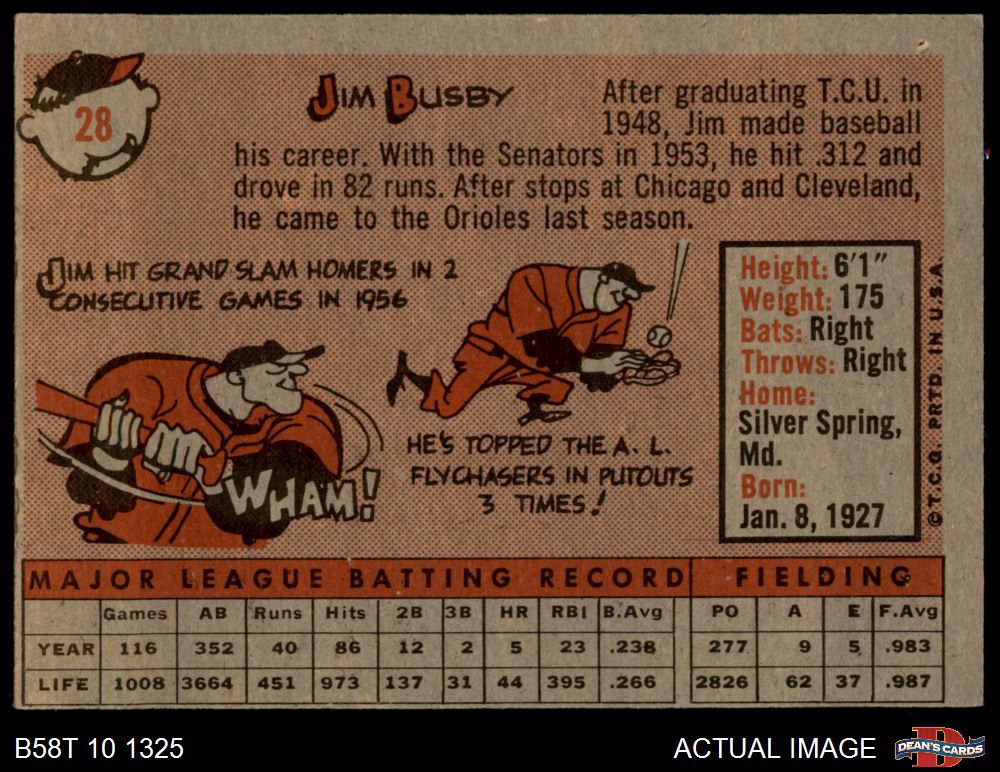 28
JIM BUSBY
After graduating T.C.U. in
1948, Jim made baseball
his career. With the Senators in 1953, he hit .312 and
drove in 82 runs. After stops at Chicago and Cleveland,
he came to the Orioles last season.
JIM HIT GRAND SLAM HOMERS IN 2
CONSECUTIVE GAMES IN 1956
WHAM!
HE'S TOPPED THE A. L.
FLYCHASERS IN PUTOUTS
3 TIMES!
Height: 6'1"
Weight: 175
Bats: Right
Throws: Right
Home:
Silver Spring,
Md.
Born:
Jan. 8, 1927
© T.C.G. PRTD. IN U.S.A.
MAJOR LEAGUE BATTING RECORD FIELDING
Games AB Runs Hits 2B 3B HR RBI B.Avg PO A E F.Avg
YEAR 116 352 40 86 12 2 5 23 .238 277 9 5 .983
LIFE 1008 3664 451 973 137 31 44 395 .266 2826 62 37 .987
B58T 10 1325
ACTUAL IMAGE
D
DEAN'S CARDS